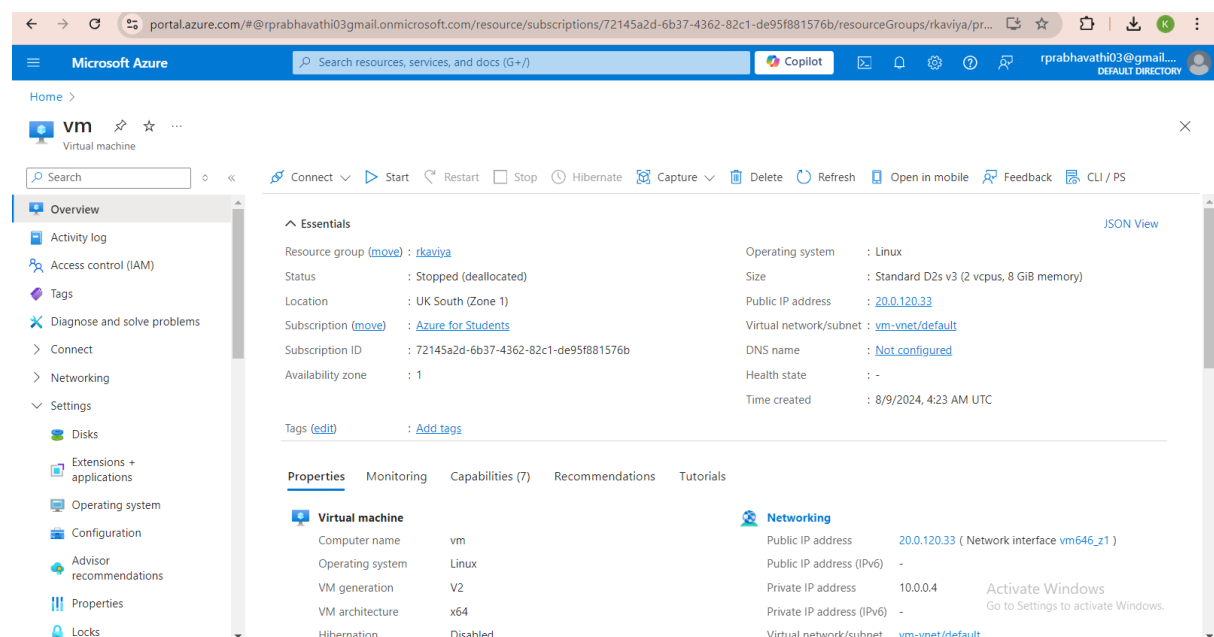 portal.azure.com/#@rprabhavathi03gmail.onmicrosoft.com/resource/subscriptions/72145a2d-6b37-4362-82c1-de95f881576b/resourceGroups/rkaviya/pr...
K
Microsoft Azure
Search resources, services, and docs (G+/)
Copilot
rprabhavathi03@gmail....
DEFAULT DIRECTORY
Home >
vm
Virtual machine
Search
Connect
Start
Restart
Stop
Hibernate
Capture
Delete
Refresh
Open in mobile
Feedback
CLI / PS
Overview
Activity log
Access control (IAM)
Tags
Diagnose and solve problems
Connect
Networking
Settings
Disks
Extensions +
applications
Operating system
Configuration
Advisor
recommendations
Properties
Locks
Essentials
JSON View
Resource group (move) : rkaviya
Status : Stopped (deallocated)
Location : UK South (Zone 1)
Subscription (move) : Azure for Students
Subscription ID : 72145a2d-6b37-4362-82c1-de95f881576b
Availability zone : 1
Operating system : Linux
Size : Standard D2s v3 (2 vcpus, 8 GiB memory)
Public IP address : 20.0.120.33
Virtual network/subnet : vm-vnet/default
DNS name : Not configured
Health state : -
Time created : 8/9/2024, 4:23 AM UTC
Tags (edit) : Add tags
Properties
Monitoring
Capabilities (7)
Recommendations
Tutorials
Virtual machine
Computer name vm
Operating system Linux
VM generation V2
VM architecture x64
Hibernation Disabled
Networking
Public IP address 20.0.120.33 ( Network interface vm646_z1 )
Public IP address (IPv6) -
Private IP address 10.0.0.4
Private IP address (IPv6) -
Virtual network/subnet vm-vnet/default
Activate Windows
Go to Settings to activate Windows.